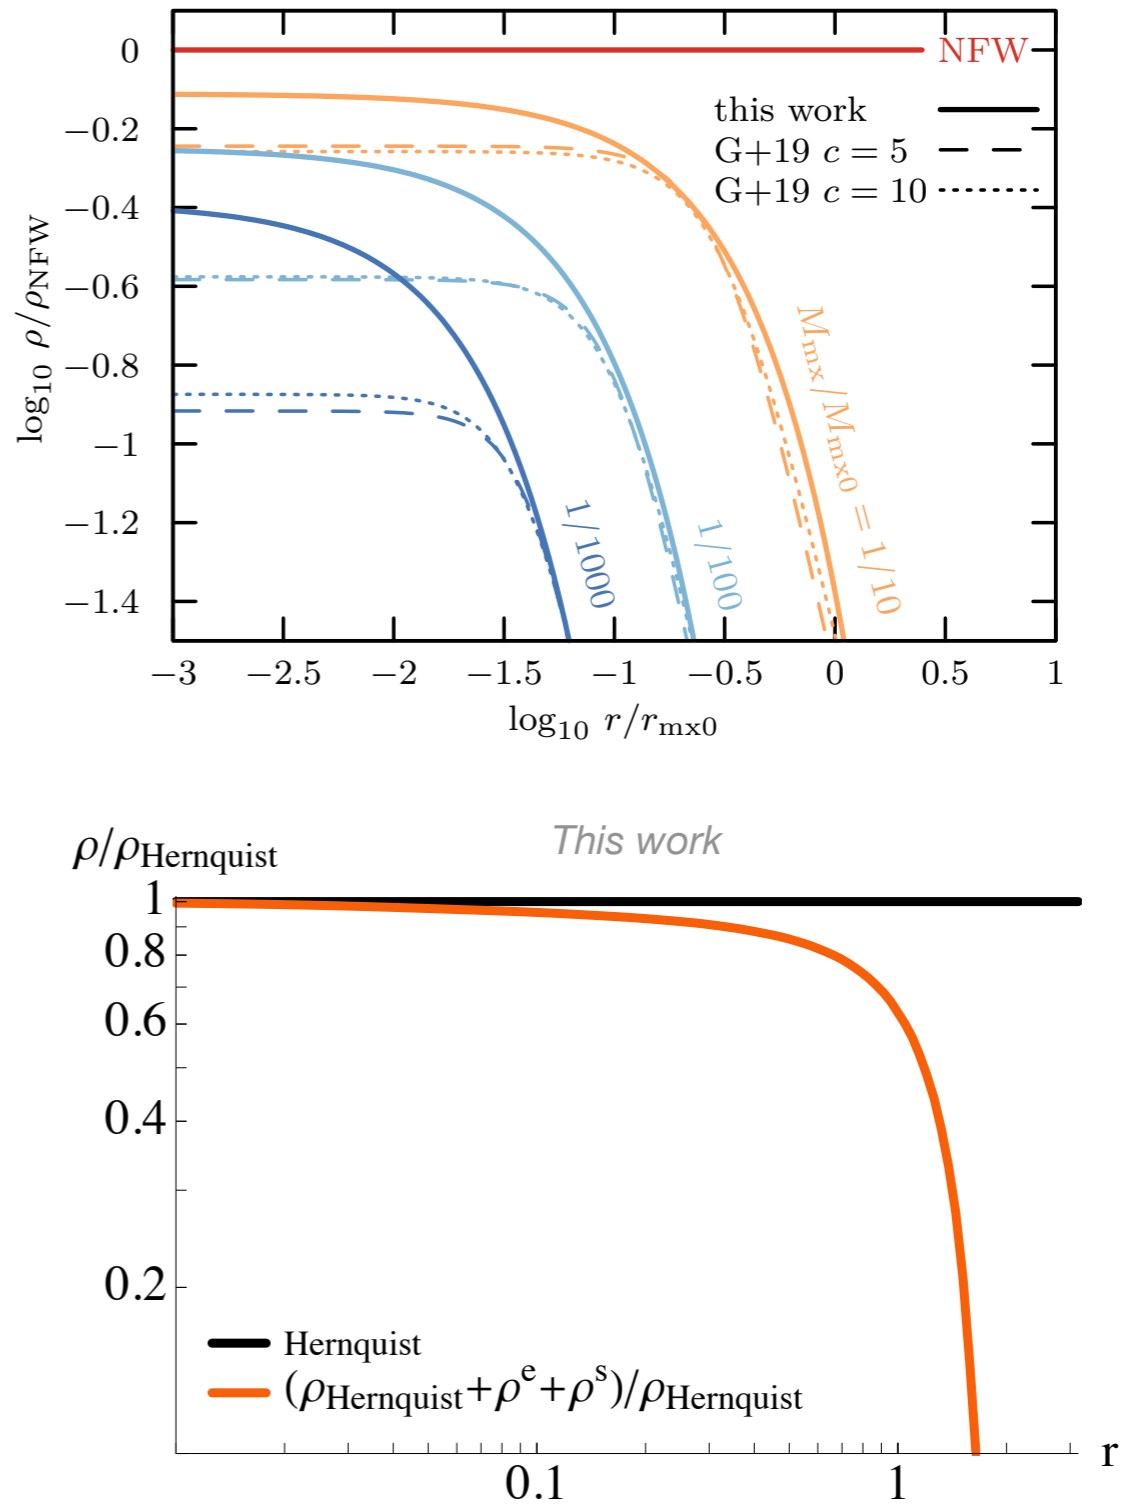 0
NFW
this work
G+19 c = 5
G+19 c = 10
−0.2
−0.4
−0.6
−0.8
−1
−1.2
−1.4
log₁₀ ρ/ρNFW
Mmx/Mmx0 = 1/10
1/100
1/1000
−3 −2.5 −2 −1.5 −1 −0.5 0 0.5 1
log₁₀ r/rmx0
This work
ρ/ρHernquist
1
0.8
0.6
0.4
0.2
Hernquist
(ρHernquist+ρᵉ+ρˢ)/ρHernquist
0.1 1
r